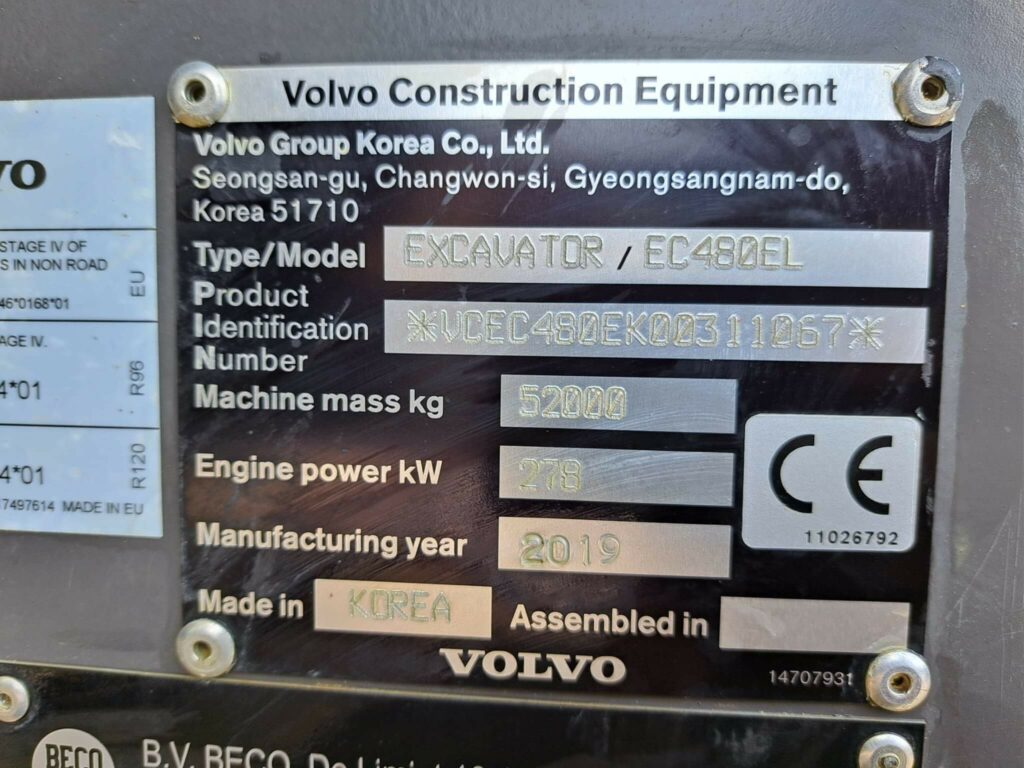 Volvo Construction Equipment
Volvo Group Korea Co., Ltd.
Seongsan-gu, Changwon-si, Gyeongsangnam-do,
Korea 51710
Type/Model EXCAVATOR / EC480EL
Product
Identification *VCEC480EK00311067*
Number
Machine mass kg 52000
Engine power kW 278
CE
11026792
Manufacturing year 2019
Made in KOREA Assembled in
VOLVO
14707931
STAGE IV OF
IN NON ROAD
46*0168*01
EU
STAGE IV.
4*01
R96
4*01
R120
7497614 MADE IN EU
BECO
B.V. BECO, De